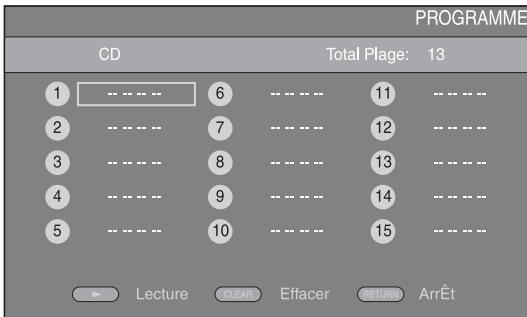 PROGRAMME
CD Total Plage: 13
1 -- -- -- -- 6 -- -- -- -- 11 -- -- -- --
2 -- -- -- -- 7 -- -- -- -- 12 -- -- -- --
3 -- -- -- -- 8 -- -- -- -- 13 -- -- -- --
4 -- -- -- -- 9 -- -- -- -- 14 -- -- -- --
5 -- -- -- -- 10 -- -- -- -- 15 -- -- -- --
Lecture CLEAR Effacer RETURN ArrÊt